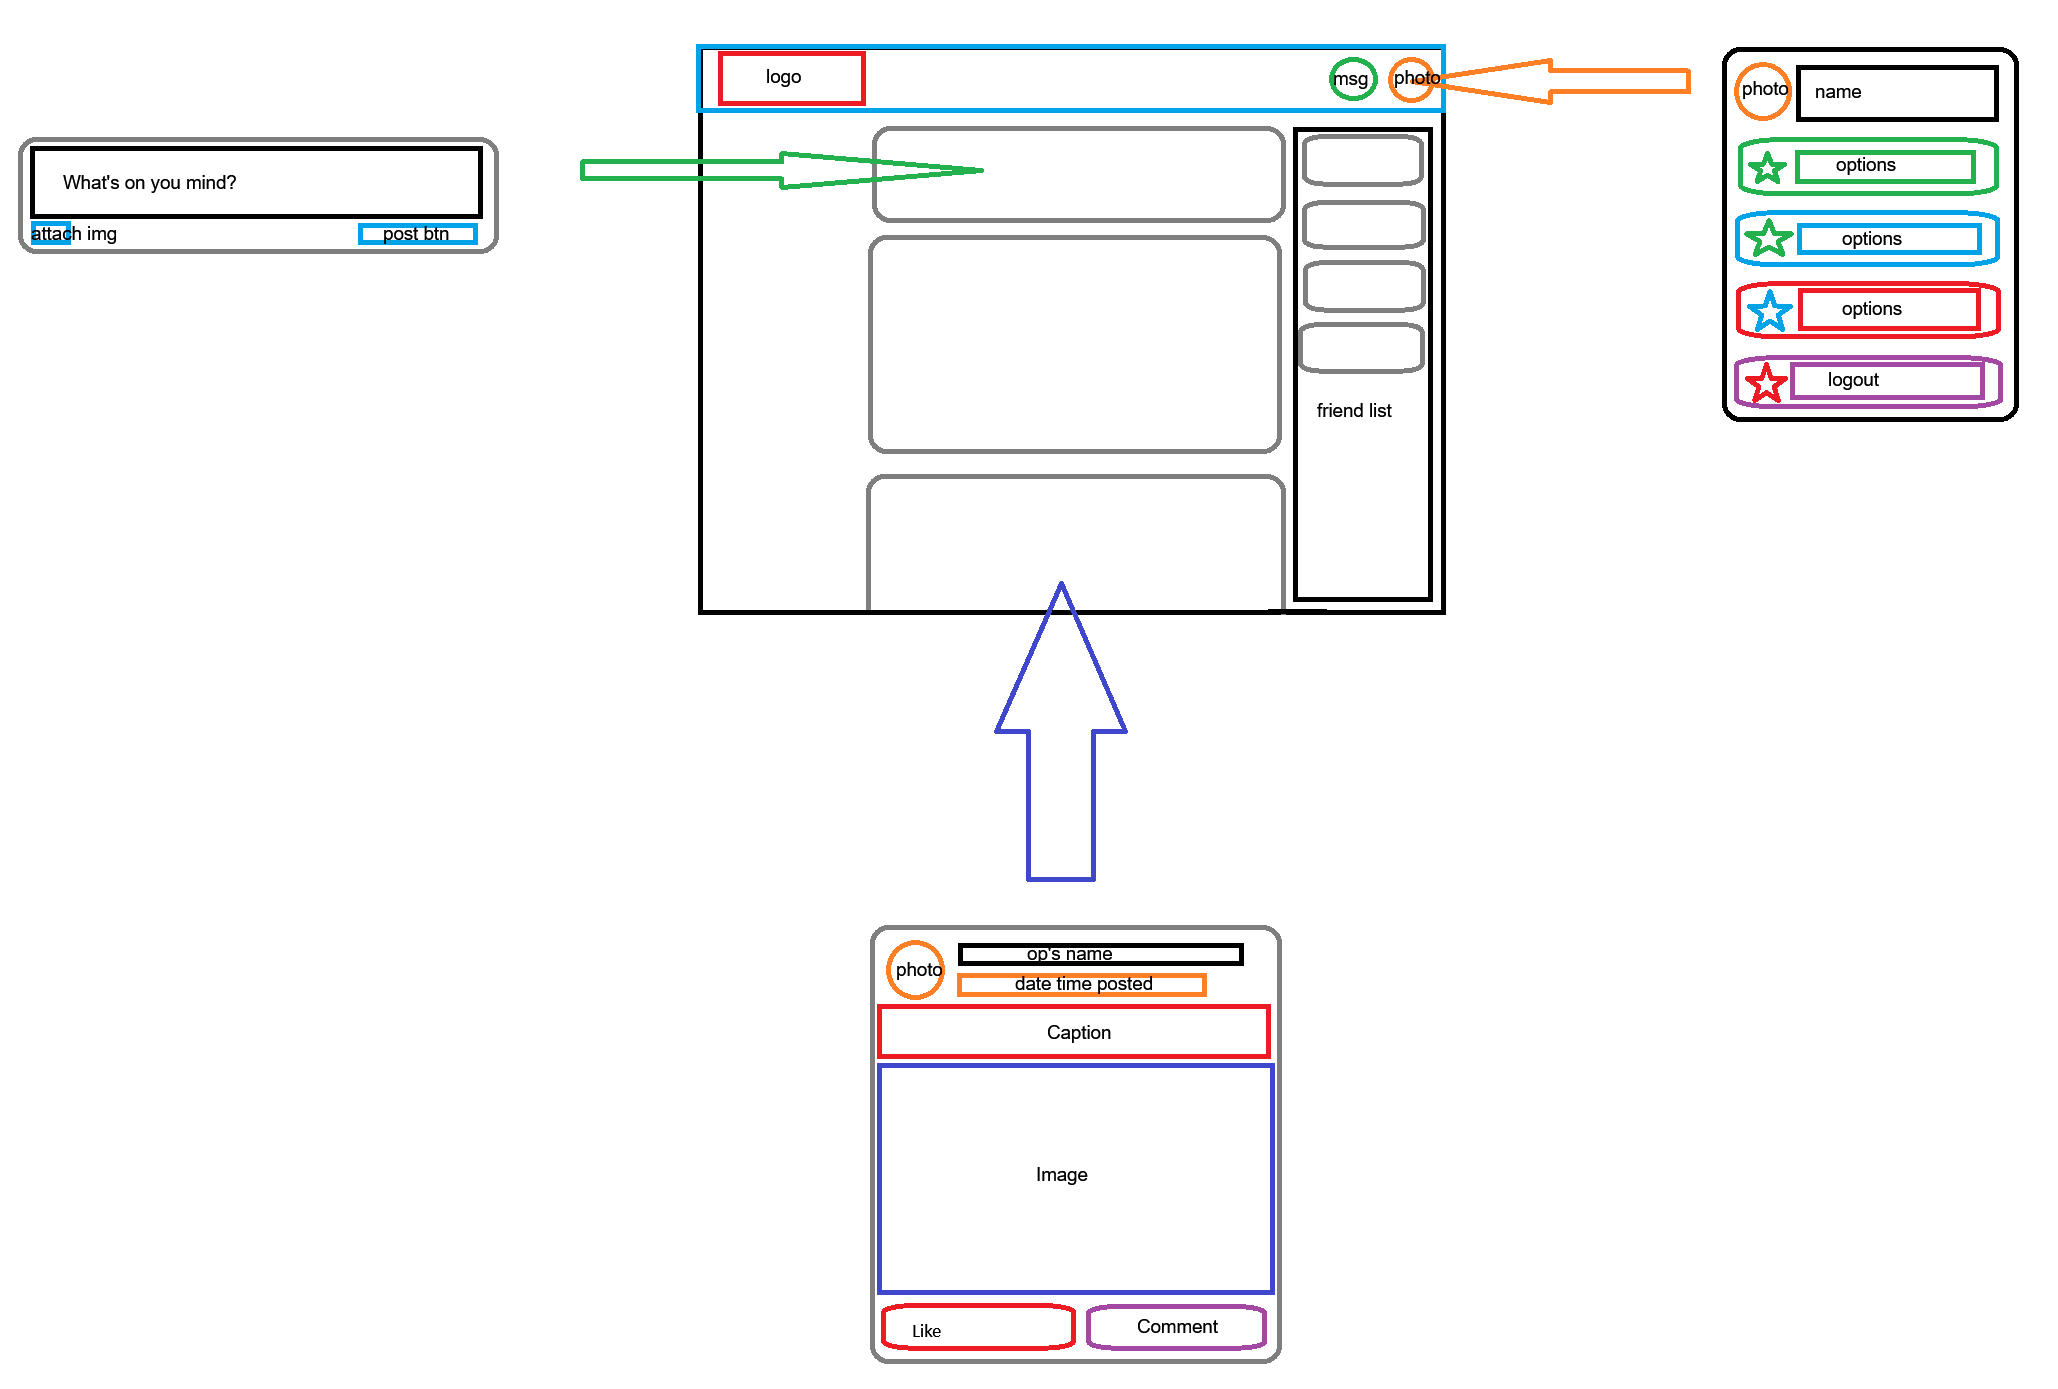 logo
msg
photo
What's on you mind?
attach img
post btn
friend list
photo
name
options
options
options
logout
photo
op's name
date time posted
Caption
Image
Like
Comment